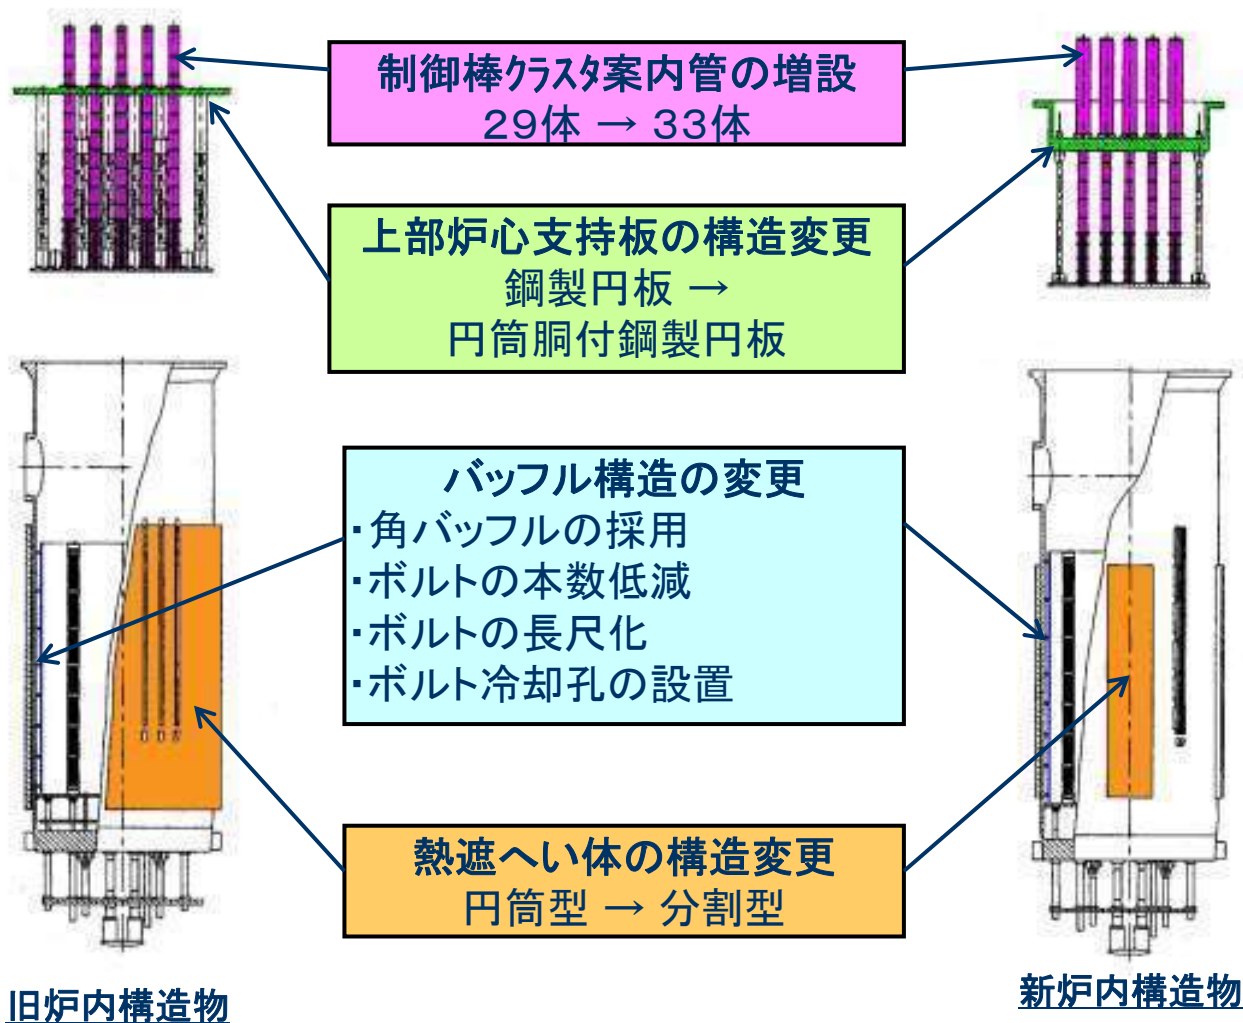 制御棒クラスタ案内管の増設
29体 → 33体
上部炉心支持板の構造変更
鋼製円板 →
円筒胴付鋼製円板
バッフル構造の変更
・角バッフルの採用
・ボルトの本数低減
・ボルトの長尺化
・ボルト冷却孔の設置
熱遮へい体の構造変更
円筒型 → 分割型
旧炉内構造物
新炉内構造物